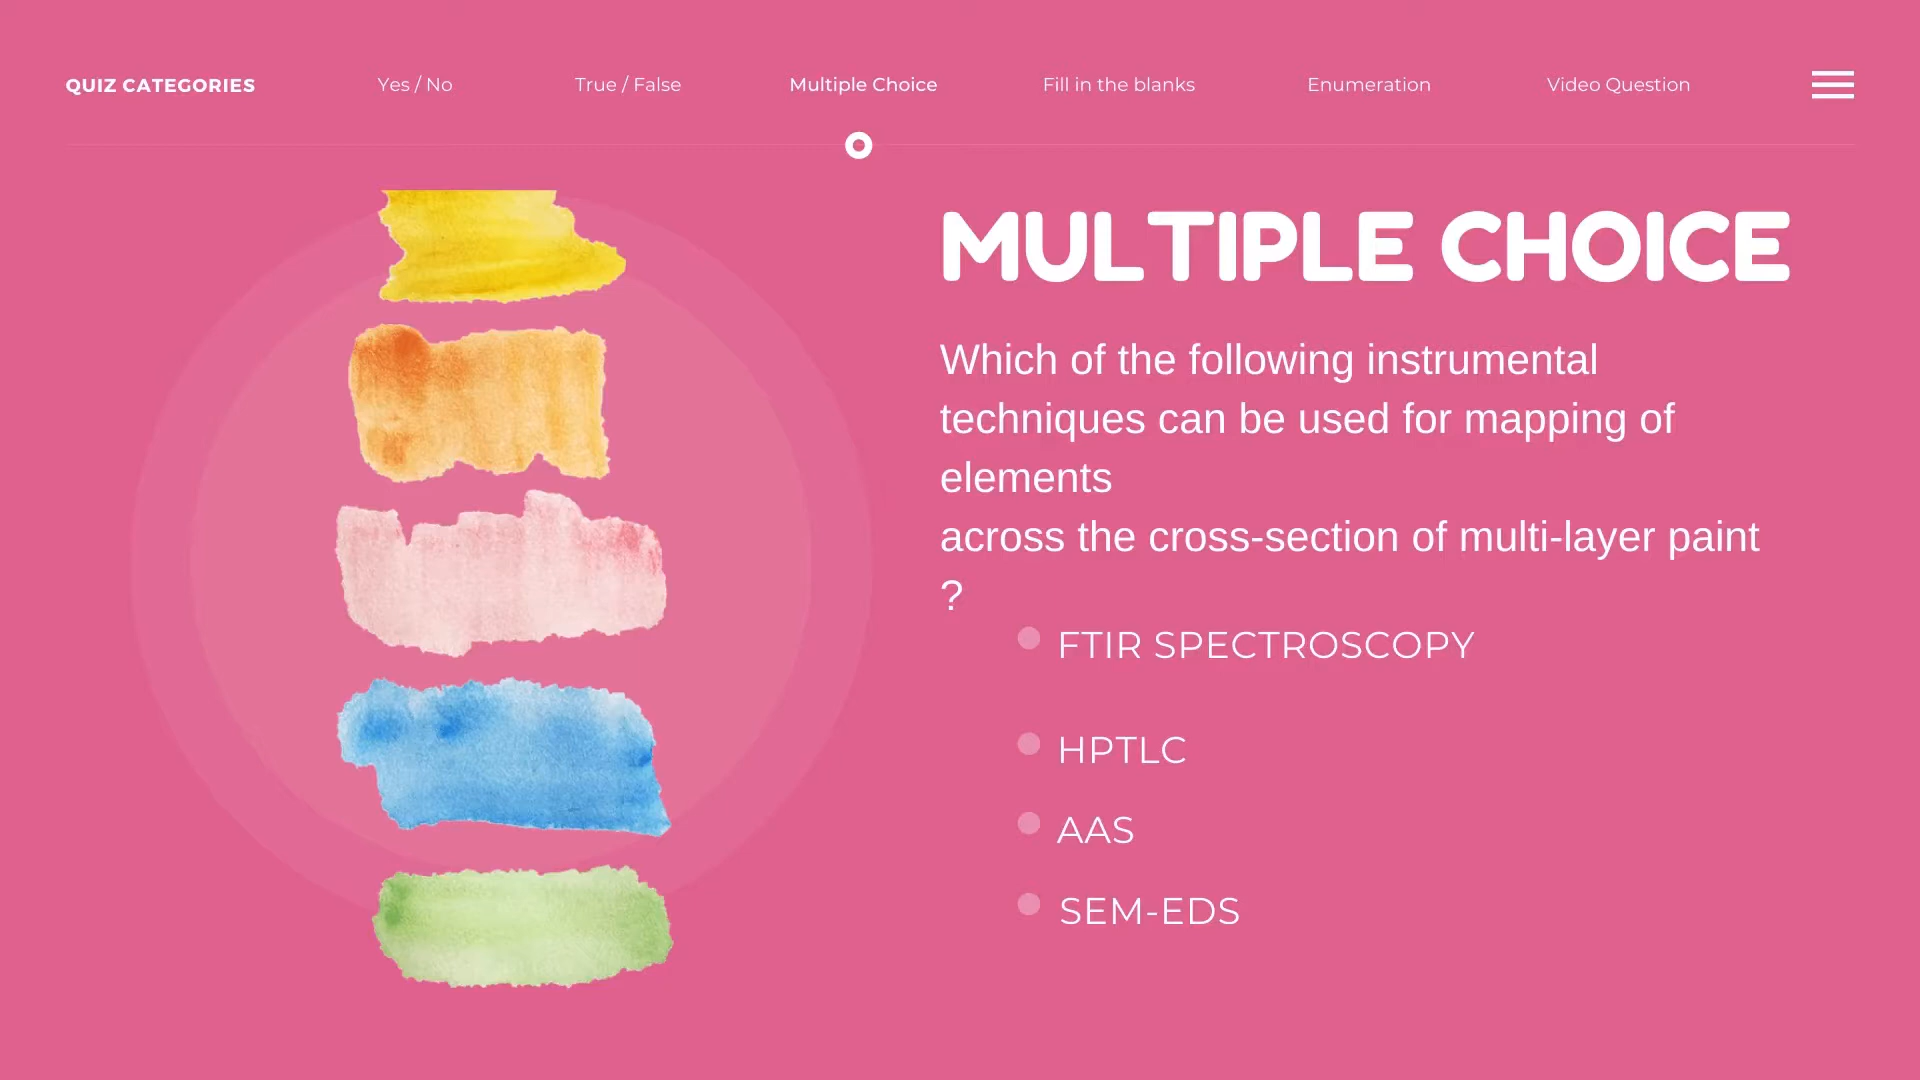 QUIZ CATEGORIES
Yes / No
True / False
Multiple Choice
Fill in the blanks
Enumeration
Video Question
MULTIPLE CHOICE
Which of the following instrumental
techniques can be used for mapping of
elements
across the cross-section of multi-layer paint
?
FTIR SPECTROSCOPY
HPTLC
AAS
SEM-EDS